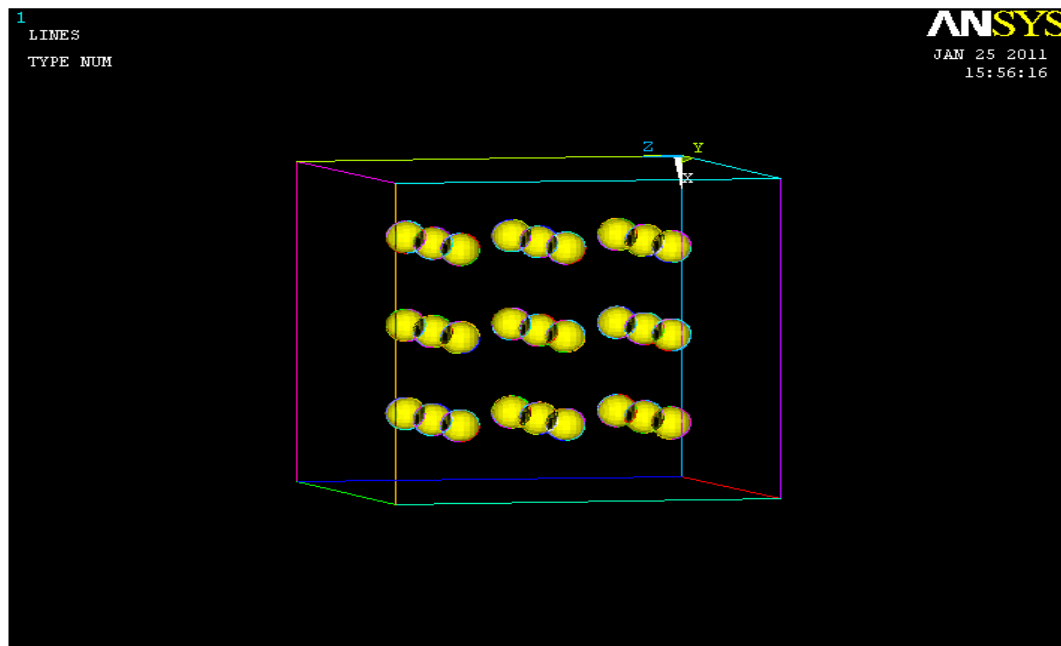 1
LINES
TYPE NUM
ANSYS
JAN 25 2011
15:56:16
Z
Y
X